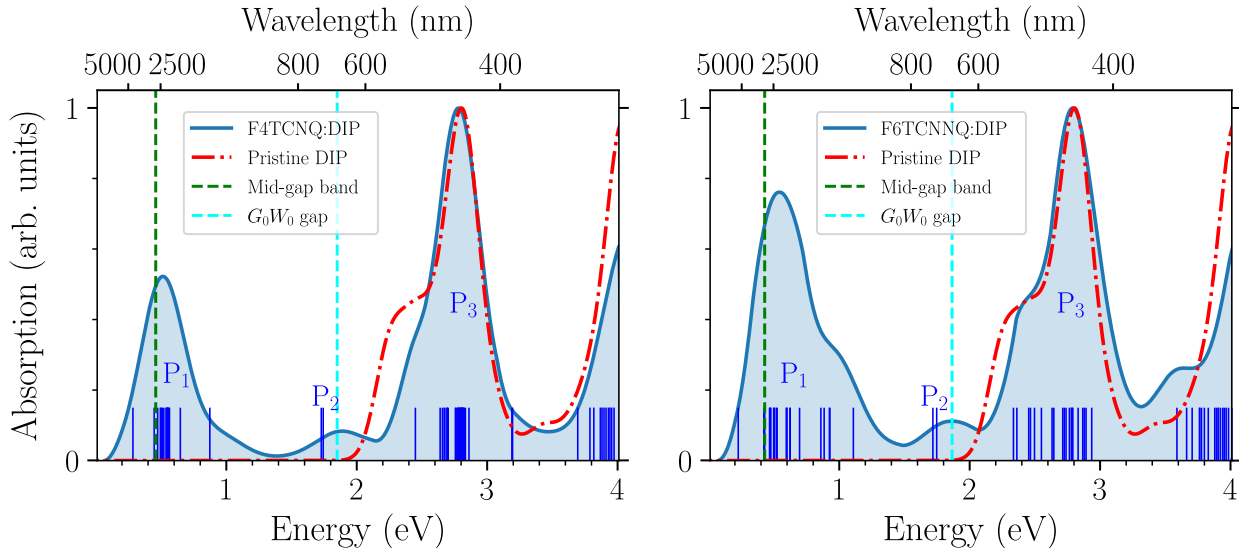 Wavelength (nm)
5000 2500 800 600 400
1
0
Absorption (arb. units)
F4TCNQ:DIP
Pristine DIP
Mid-gap band
G₀W₀ gap
P₁
P₂
P₃
1 2 3 4
Energy (eV)
Wavelength (nm)
5000 2500 800 600 400
1
0
F6TCNNQ:DIP
Pristine DIP
Mid-gap band
G₀W₀ gap
P₁
P₂
P₃
1 2 3 4
Energy (eV)